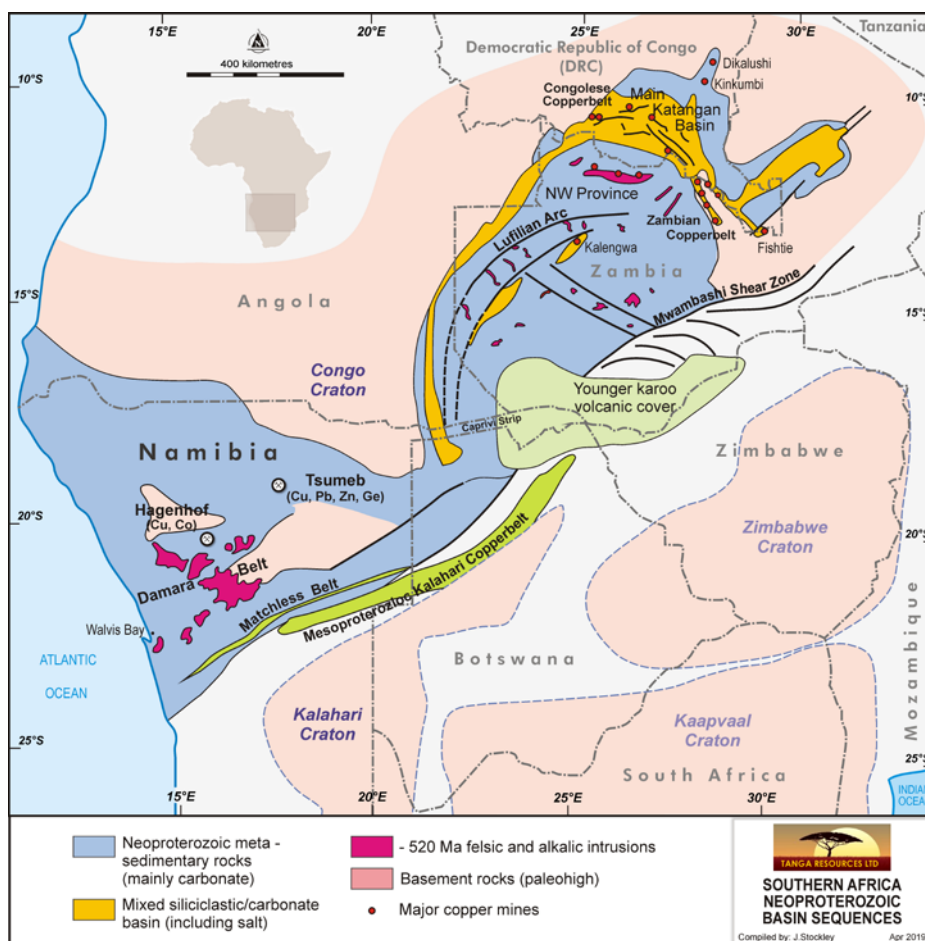 15°E
20°E
25°E
30°E
Tanzania
N
400 kilometres
Democratic Republic of Congo
(DRC)
Dikalushi
Kinkumbi
10°S
10°S
Congolese
Copperbelt
Main
Katangan
Basin
NW Province
Zambian
Copperbelt
Fishtie
Lufilian Arc
Kalengwa
Zambia
Mwambashi Shear Zone
15°S
15°S
Angola
Congo
Craton
Younger karoo
volcanic cover
Caprivi Strip
Namibia
Zimbabwe
Tsumeb
(Cu, Pb, Zn, Ge)
Hagenhof
(Cu, Co)
20°S
20°S
Zimbabwe
Craton
Damara Belt
Matchless Belt
Mesoproterozloc Kalahari Copperbelt
Walvis Bay
ATLANTIC
OCEAN
Botswana
Mozambique
Kalahari
Craton
Kaapvaal
Craton
25°S
25°S
South Africa
INDIAN
OCEAN
15°E
20°E
25°E
30°E
Neoproterozoic meta -
sedimentary rocks
(mainly carbonate)
Mixed siliciclastic/carbonate
basin (including salt)
- 520 Ma felsic and alkalic intrusions
Basement rocks (paleohigh)
Major copper mines
TANGA RESOURCES LTD
SOUTHERN AFRICA
NEOPROTEROZOIC
BASIN SEQUENCES
Compiled by: J.Stockley
Apr 2019